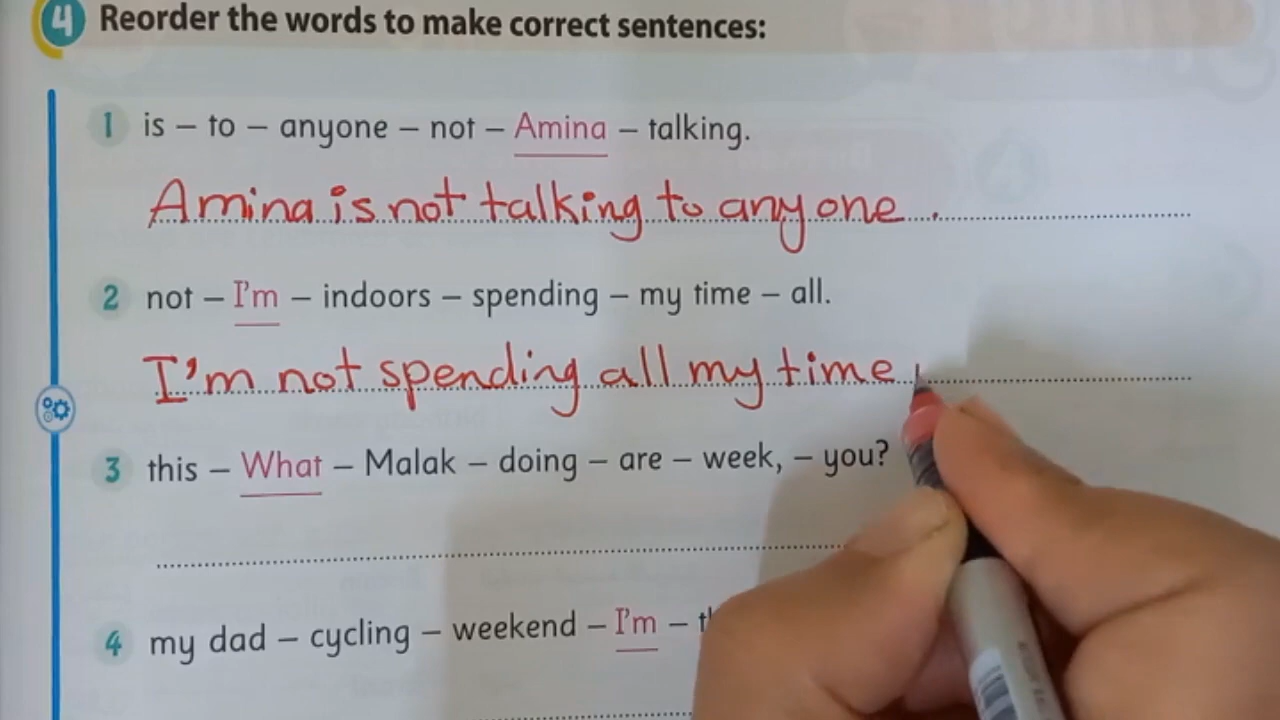 4 Reorder the words to make correct sentences:
1 is – to – anyone – not – Amina – talking.
Amina is not talking to anyone .
2 not – I'm – indoors – spending – my time – all.
I'm not spending all my time
3 this – What – Malak – doing – are – week, – you?
4 my dad – cycling – weekend – I'm –